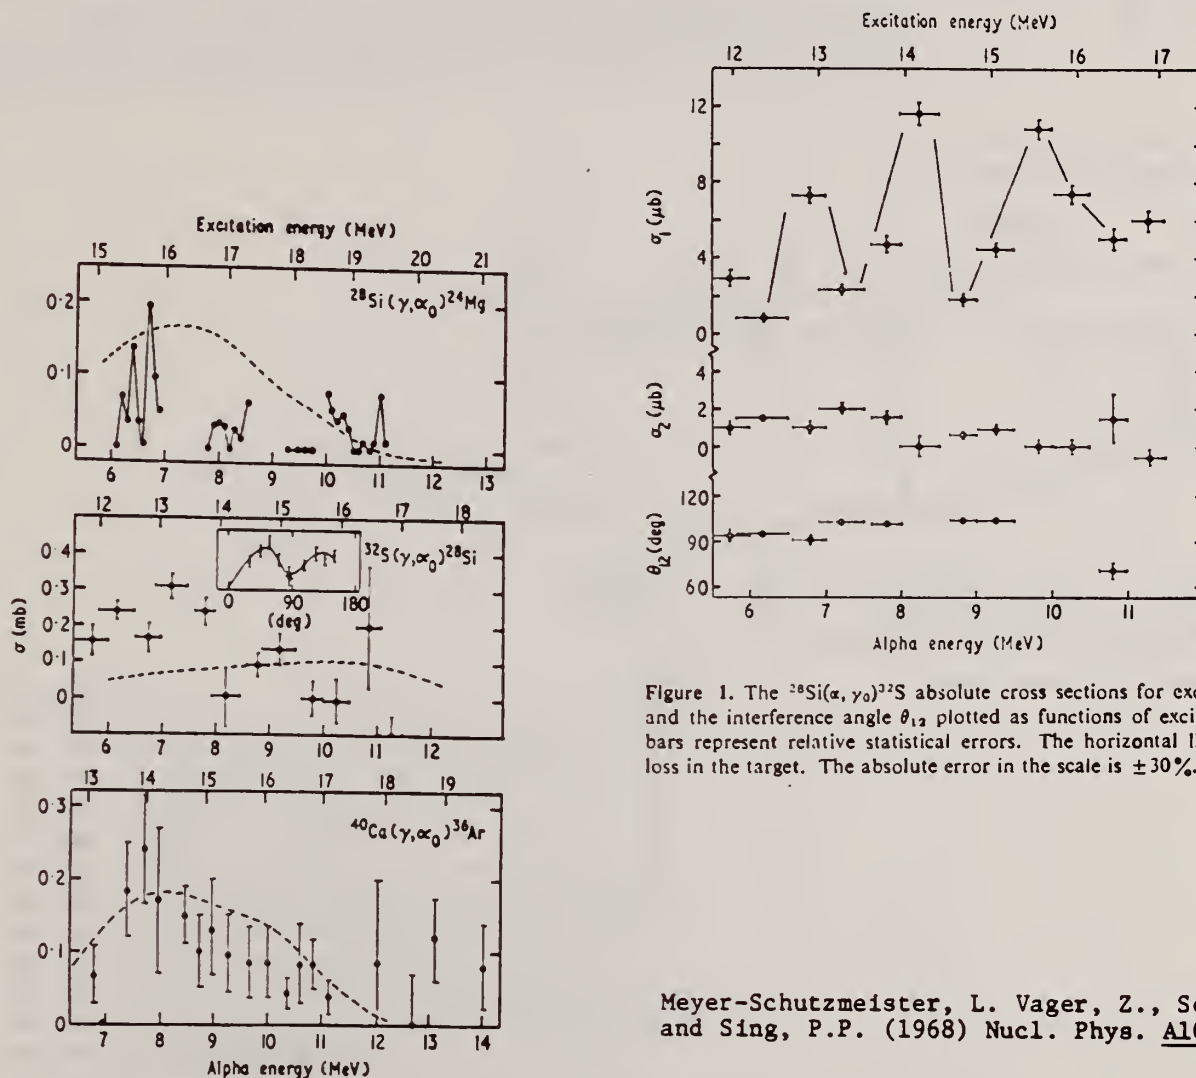 Excitation energy (MeV)
15 16 17 18 19 20 21
²⁸Si(γ,α₀)²⁴Mg
0·2
0·1
0
6 7 8 9 10 11 12 13
12 13 14 15 16 17 18
³²S(γ,α₀)²⁸Si
σ (mb)
0·4
0·3
0·2
0·1
0
0 90 180
(deg)
6 7 8 9 10 11 12
13 14 15 16 17 18 19
⁴⁰Ca(γ,α₀)³⁶Ar
0·3
0·2
0·1
0
7 8 9 10 11 12 13 14
Alpha energy (MeV)
Excitation energy (MeV)
12 13 14 15 16 17
σ₁ (μb)
12
8
4
0
σ₂ (μb)
4
2
0
θ₁₂ (deg)
120
90
60
6 7 8 9 10 11
Alpha energy (MeV)
Figure 1. The ²⁸Si(α, γ₀)³²S absolute cross sections for
and the interference angle θ₁₂ plotted as functions of
bars represent relative statistical errors. The horizontal
loss in the target. The absolute error in the scale is ±30%.
Meyer-Schutzmeister, L. Vager, Z.,
and Sing, P.P. (1968) Nucl. Phys.